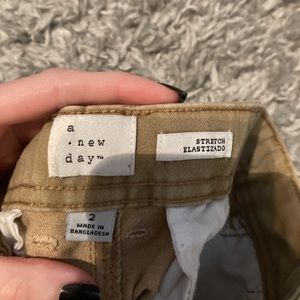 a
· new
day™
STRETCH
ELASTIZADO
2
MADE IN
BANGLADESH